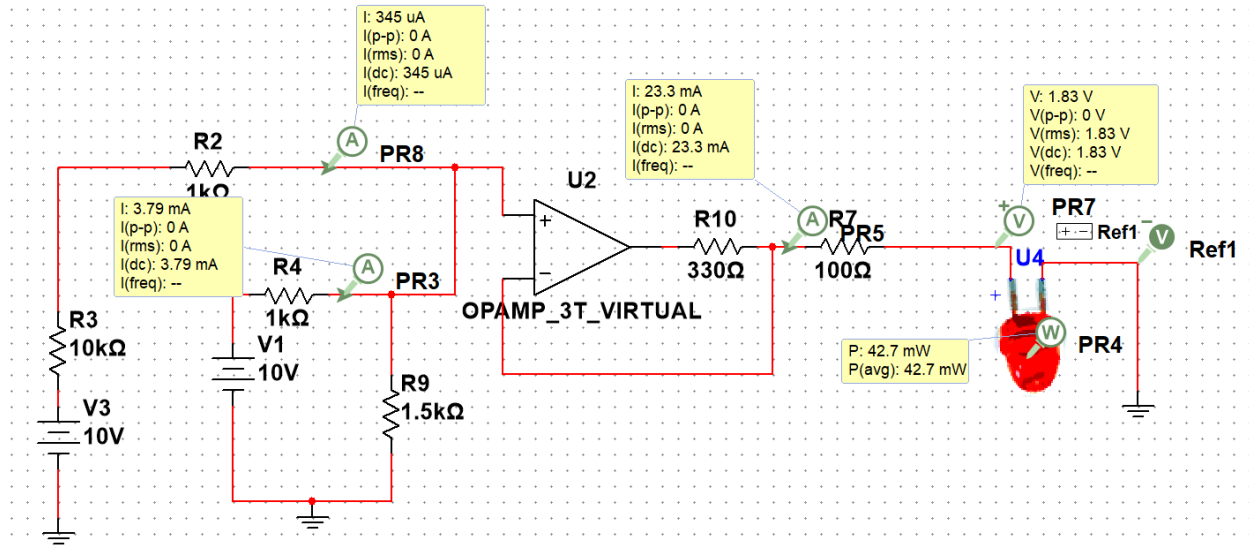 I: 345 uA
I(p-p): 0 A
I(rms): 0 A
I(dc): 345 uA
I(freq): --
R2
1kΩ
PR8
I: 3.79 mA
I(p-p): 0 A
I(rms): 0 A
I(dc): 3.79 mA
I(freq): --
A
A
R4
1kΩ
PR3
R3
10kΩ
V1
10V
V3
10V
R9
1.5kΩ
U2
+
−
OPAMP_3T_VIRTUAL
I: 23.3 mA
I(p-p): 0 A
I(rms): 0 A
I(dc): 23.3 mA
I(freq): --
R10
330Ω
A
R7
PR5
100Ω
V: 1.83 V
V(p-p): 0 V
V(rms): 1.83 V
V(dc): 1.83 V
V(freq): --
+
V
PR7
+ - Ref1
−
V
Ref1
U4
+
W
PR4
P: 42.7 mW
P(avg): 42.7 mW